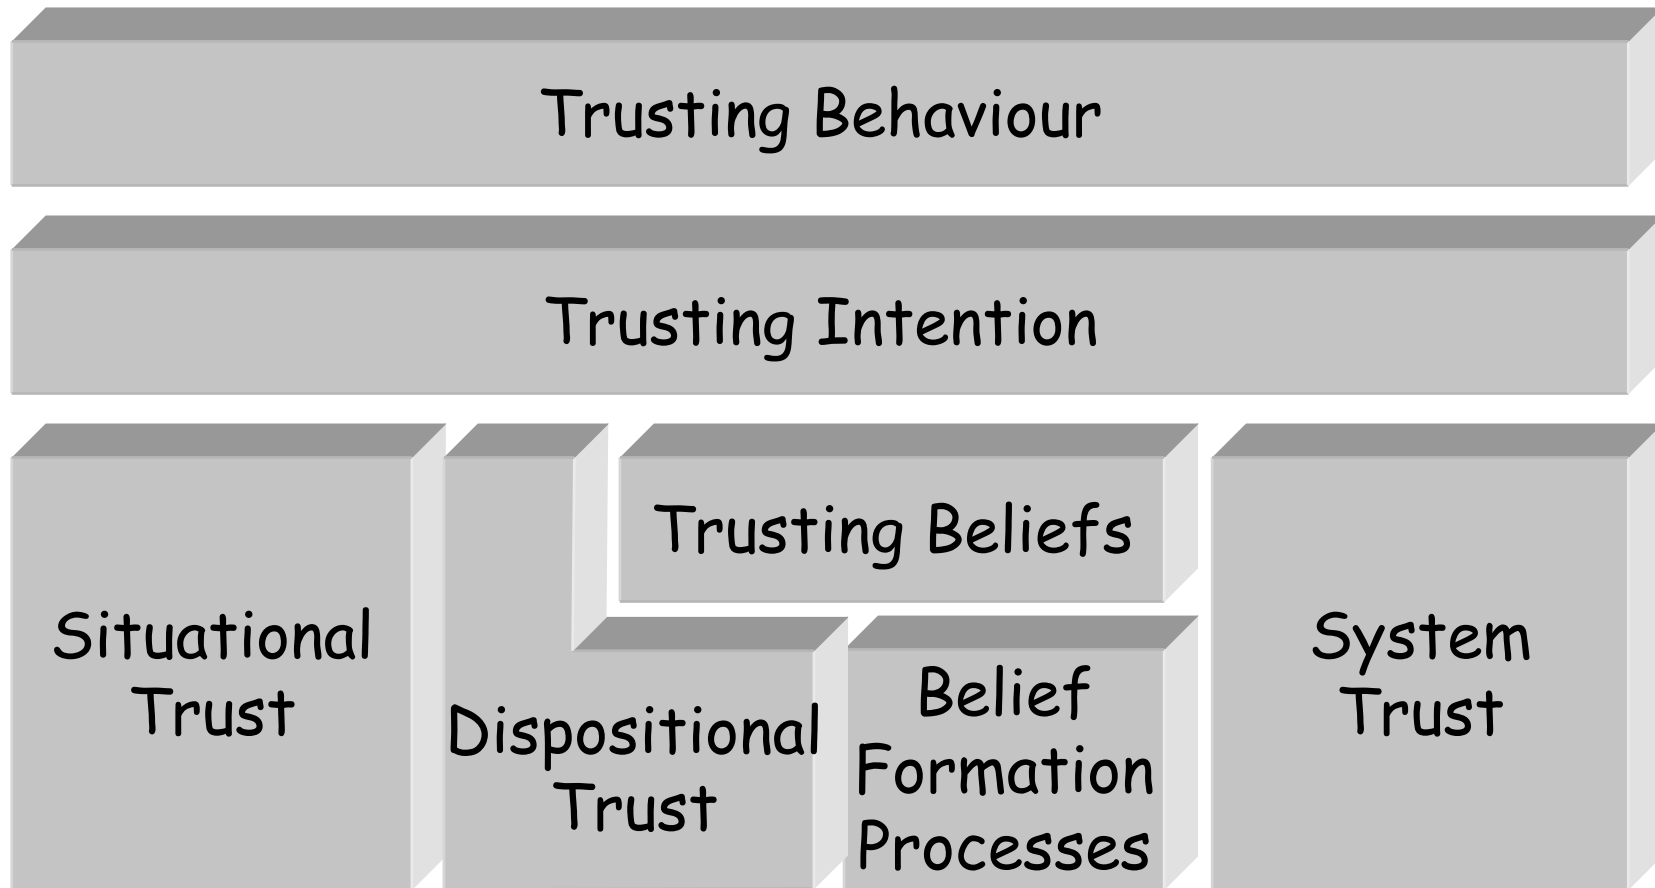 Trusting Behaviour
Trusting Intention
Trusting Beliefs
Situational
Trust
Dispositional
Trust
Belief
Formation
Processes
System
Trust